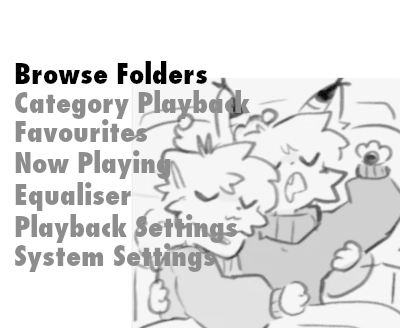 Browse Folders
Category Playback
Favourites
Now Playing
Equaliser
Playback Settings
System Settings